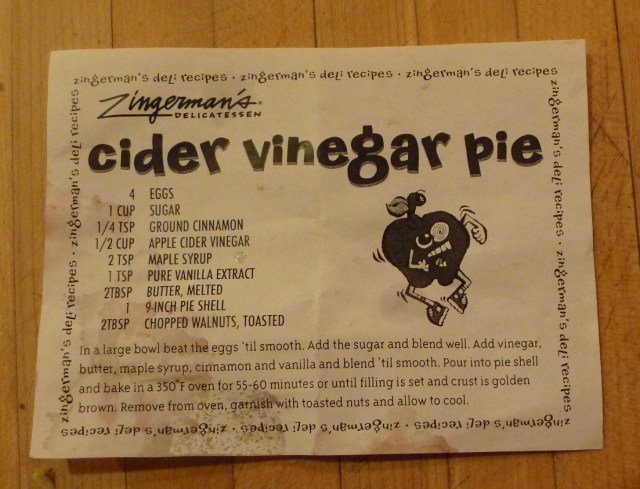 zingerman's deli recipes · zingerman's deli recipes · zingerman's deli recipes
Zingerman's®
DELICATESSEN
cider vinegar pie
4 EGGS
1 CUP SUGAR
1/4 TSP GROUND CINNAMON
1/2 CUP APPLE CIDER VINEGAR
2 TSP MAPLE SYRUP
1 TSP PURE VANILLA EXTRACT
2TBSP BUTTER, MELTED
1 9-INCH PIE SHELL
2TBSP CHOPPED WALNUTS, TOASTED
In a large bowl beat the eggs 'til smooth. Add the sugar and blend well. Add vinegar,
butter, maple syrup, cinnamon and vanilla and blend 'til smooth. Pour into pie shell
and bake in a 350°F oven for 55-60 minutes or until filling is set and crust is golden
brown. Remove from oven, garnish with toasted nuts and allow to cool.
zingerman's deli recipes · zingerman's deli recipes
zingerman's deli recipes · zingerman's deli recipes
zingerman's deli recipes · zingerman's deli recipes · zingerman's deli recipes